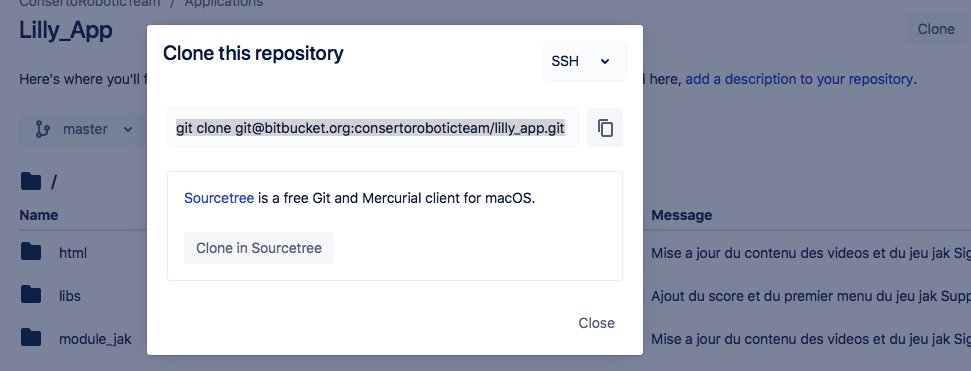 ConsertoRoboticTeam / Applications
Lilly_App
Clone
Clone this repository
SSH
Here's where you'll
l here, add a description to your repository.
git clone git@bitbucket.org:consertoroboticteam/lilly_app.git
master
/
Sourcetree is a free Git and Mercurial client for macOS.
Clone in Sourcetree
Name
Message
html
Mise a jour du contenu des videos et du jeu jak Sig
libs
Ajout du score et du premier menu du jeu jak Supp
module_jak
Mise a jour du contenu des videos et du jeu jak Sig
Close